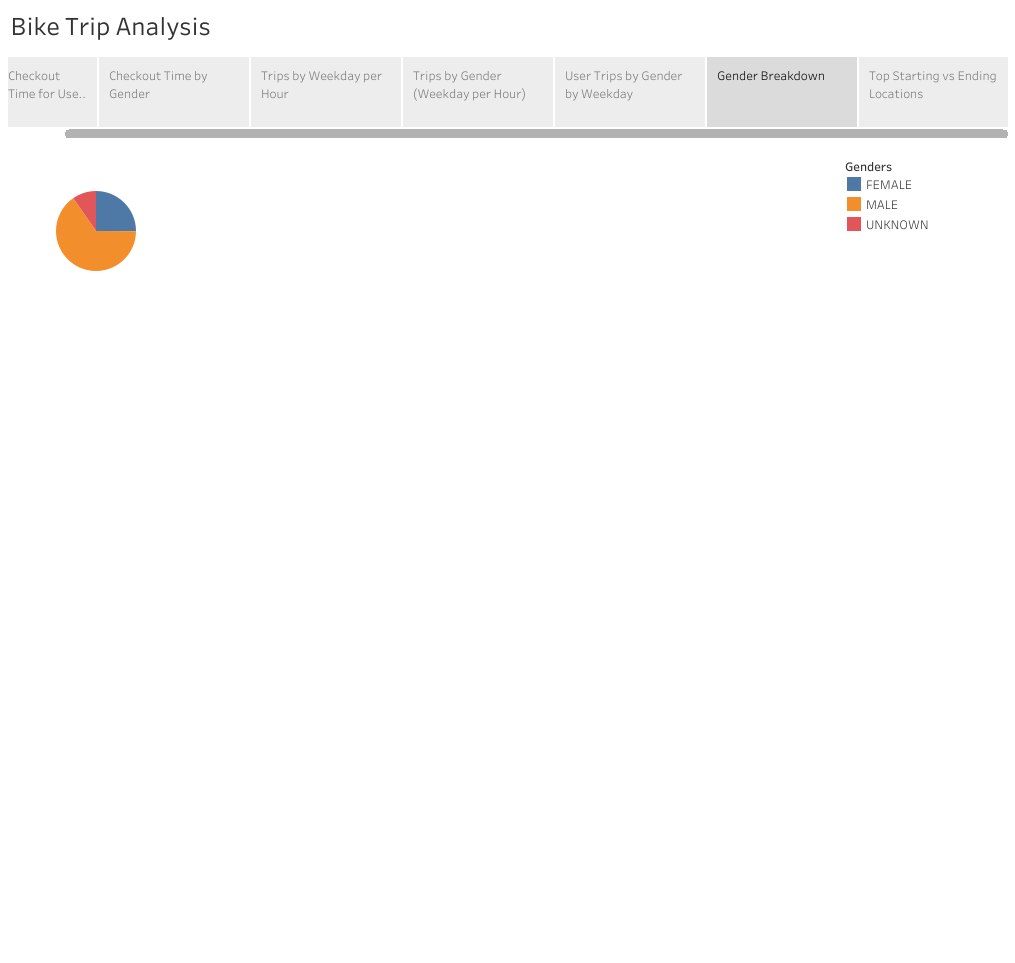 Bike Trip Analysis
Checkout
Time for Use..
Checkout Time by
Gender
Trips by Weekday per
Hour
Trips by Gender
(Weekday per Hour)
User Trips by Gender
by Weekday
Gender Breakdown
Top Starting vs Ending
Locations
Genders
FEMALE
MALE
UNKNOWN